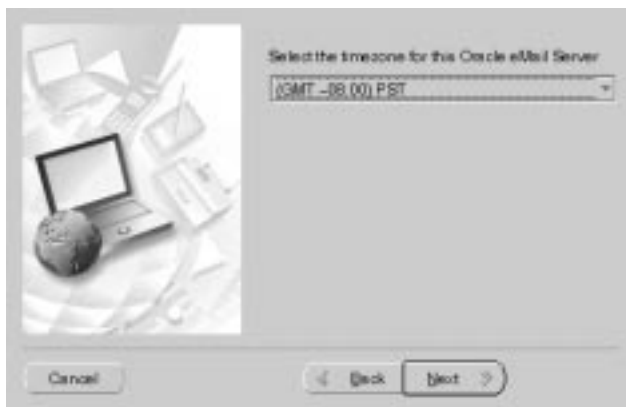 Select the timezone for this Oracle eMail Server
(GMT -08:00) PST
Cancel
Back
Next